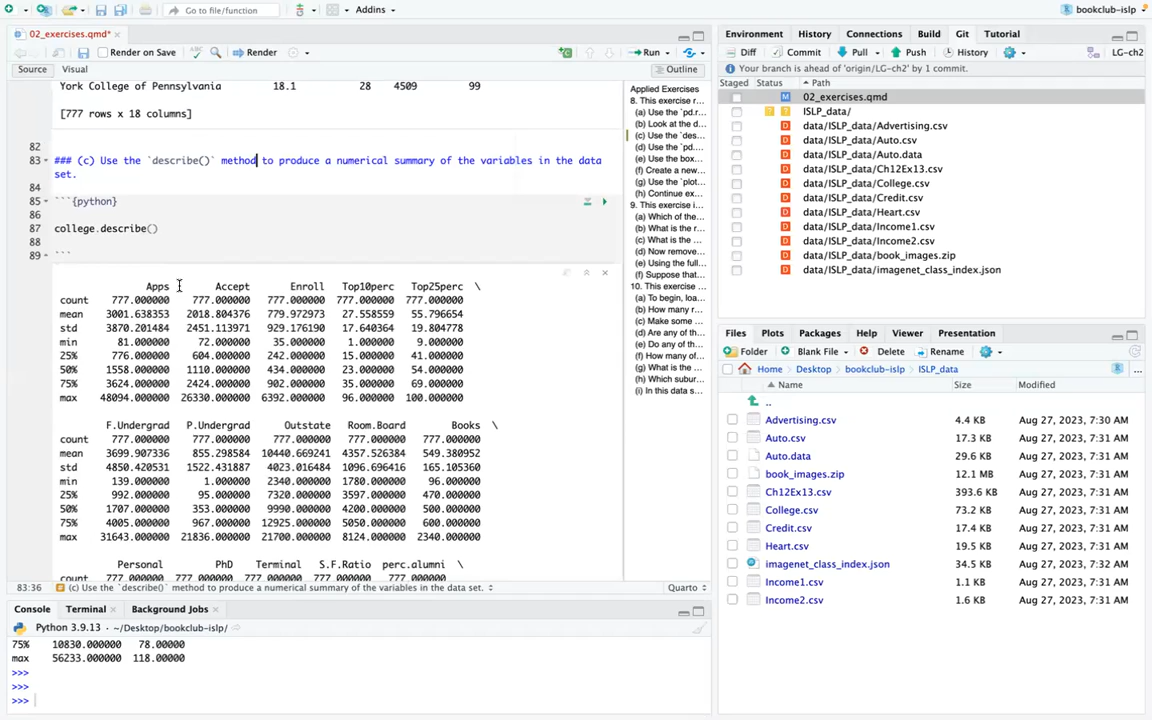 Go to file/function
Addins
bookclub-islp
02_exercises.qmd*
Render on Save
Render
Run
Source
Visual
Outline
York College of Pennsylvania 18.1 28 4509 99
[777 rows x 18 columns]
82
83 ### (c) Use the `describe()` method to produce a numerical summary of the variables in the data
set.
84
85 ```{python}
86
87 college.describe()
88
89 ```
Apps Accept Enroll Top10perc Top25perc \
count 777.000000 777.000000 777.000000 777.000000 777.000000
mean 3001.638353 2018.804376 779.972973 27.558559 55.796654
std 3870.201484 2451.113971 929.176190 17.640364 19.804778
min 81.000000 72.000000 35.000000 1.000000 9.000000
25% 776.000000 604.000000 242.000000 15.000000 41.000000
50% 1558.000000 1110.000000 434.000000 23.000000 54.000000
75% 3624.000000 2424.000000 902.000000 35.000000 69.000000
max 48094.000000 26330.000000 6392.000000 96.000000 100.000000
F.Undergrad P.Undergrad Outstate Room.Board Books \
count 777.000000 777.000000 777.000000 777.000000 777.000000
mean 3699.907336 855.298584 10440.669241 4357.526384 549.380952
std 4850.420531 1522.431887 4023.016484 1096.696416 165.105360
min 139.000000 1.000000 2340.000000 1780.000000 96.000000
25% 992.000000 95.000000 7320.000000 3597.000000 470.000000
50% 1707.000000 353.000000 9990.000000 4200.000000 500.000000
75% 4005.000000 967.000000 12925.000000 5050.000000 600.000000
max 31643.000000 21836.000000 21700.000000 8124.000000 2340.000000
Personal PhD Terminal S.F.Ratio perc.alumni \
count 777.000000 777.000000 777.000000 777.000000 777.000000
83:36 (c) Use the `describe()` method to produce a numerical summary of the variables in the data set.
Quarto
Applied Exercises
8. This exercise r...
(a) Use the `pd.r...
(b) Look at the d...
(c) Use the `des...
(d) Use the `pd....
(e) Use the box...
(f) Create a new...
(g) Use the `plot...
(h) Continue ex...
9. This exercise i...
(a) Which of the...
(b) What is the r...
(c) What is the ...
(d) Now remove...
(e) Using the full...
(f) Suppose that...
10. This exercise ...
(a) To begin, loa...
(b) How many r...
(c) Make some ...
(d) Are any of th...
(e) Do any of th...
(f) How many of...
(g) What is the ...
(h) Which subur...
(i) In this data s...
Console
Terminal
Background Jobs
Python 3.9.13 · ~/Desktop/bookclub-islp/
75% 10830.000000 78.00000
max 56233.000000 118.00000
>>>
>>>
>>>
Environment
History
Connections
Build
Git
Tutorial
Diff
Commit
Pull
Push
History
LG-ch2
Your branch is ahead of 'origin/LG-ch2' by 1 commit.
Staged Status Path
M 02_exercises.qmd
? ? ISLP_data/
D data/ISLP_data/Advertising.csv
D data/ISLP_data/Auto.csv
D data/ISLP_data/Auto.data
D data/ISLP_data/Ch12Ex13.csv
D data/ISLP_data/College.csv
D data/ISLP_data/Credit.csv
D data/ISLP_data/Heart.csv
D data/ISLP_data/Income1.csv
D data/ISLP_data/Income2.csv
D data/ISLP_data/book_images.zip
D data/ISLP_data/imagenet_class_index.json
Files
Plots
Packages
Help
Viewer
Presentation
Folder
Blank File
Delete
Rename
Home Desktop bookclub-islp ISLP_data
...
Name Size Modified
..
Advertising.csv 4.4 KB Aug 27, 2023, 7:30 AM
Auto.csv 17.3 KB Aug 27, 2023, 7:31 AM
Auto.data 29.6 KB Aug 27, 2023, 7:31 AM
book_images.zip 12.1 MB Aug 27, 2023, 7:31 AM
Ch12Ex13.csv 393.6 KB Aug 27, 2023, 7:31 AM
College.csv 73.2 KB Aug 27, 2023, 7:31 AM
Credit.csv 17.4 KB Aug 27, 2023, 7:31 AM
Heart.csv 19.5 KB Aug 27, 2023, 7:31 AM
imagenet_class_index.json 34.5 KB Aug 27, 2023, 7:32 AM
Income1.csv 1.1 KB Aug 27, 2023, 7:31 AM
Income2.csv 1.6 KB Aug 27, 2023, 7:31 AM